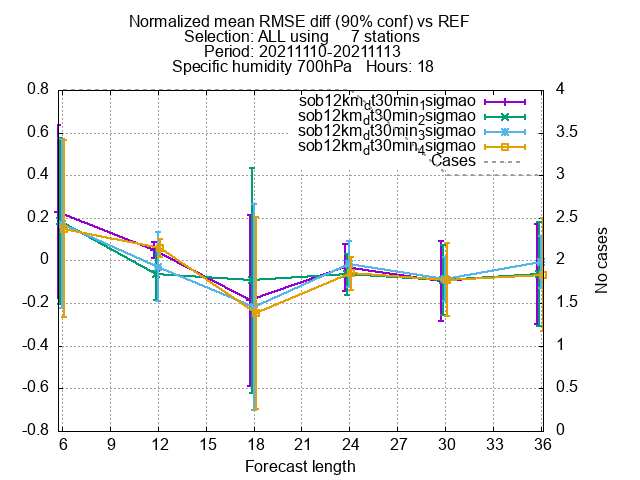 Normalized mean RMSE diff (90% conf) vs REF
Selection: ALL using 7 stations
Period: 20211110-20211113
Specific humidity 700hPa Hours: 18
sob12km_dt30min_1sigmao
sob12km_dt30min_2sigmao
sob12km_dt30min_3sigmao
sob12km_dt30min_4sigmao
Cases
0.8
0.6
0.4
0.2
0
-0.2
-0.4
-0.6
-0.8
4
3.5
3
2.5
2
1.5
1
0.5
0
No cases
6 9 12 15 18 21 24 27 30 33 36
Forecast length